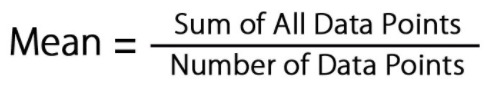 Mean = Sum of All Data Points
Number of Data Points